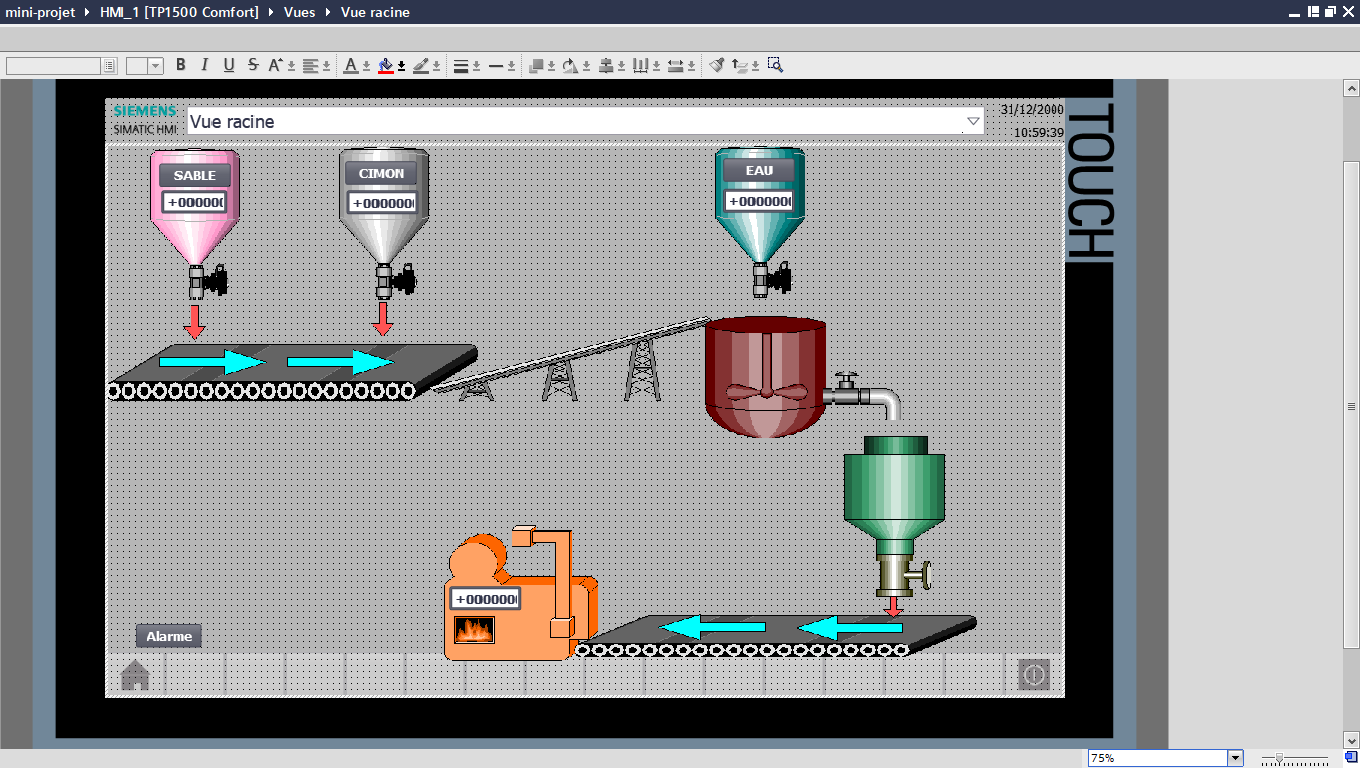 mini-projet ▸ HMI_1 [TP1500 Comfort] ▸ Vues ▸ Vue racine
B I U S A
A
SIEMENS
SIMATIC HMI
Vue racine
31/12/2000
10:59:39
TOUCH
SABLE
+000000
CIMON
+000000
EAU
+000000
+000000
Alarme
75%